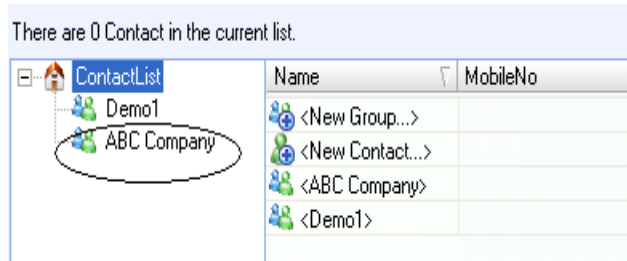 There are 0 Contact in the current list.
ContactList
Demo1
ABC Company
Name MobileNo
<New Group...>
<New Contact...>
<ABC Company>
<Demo1>